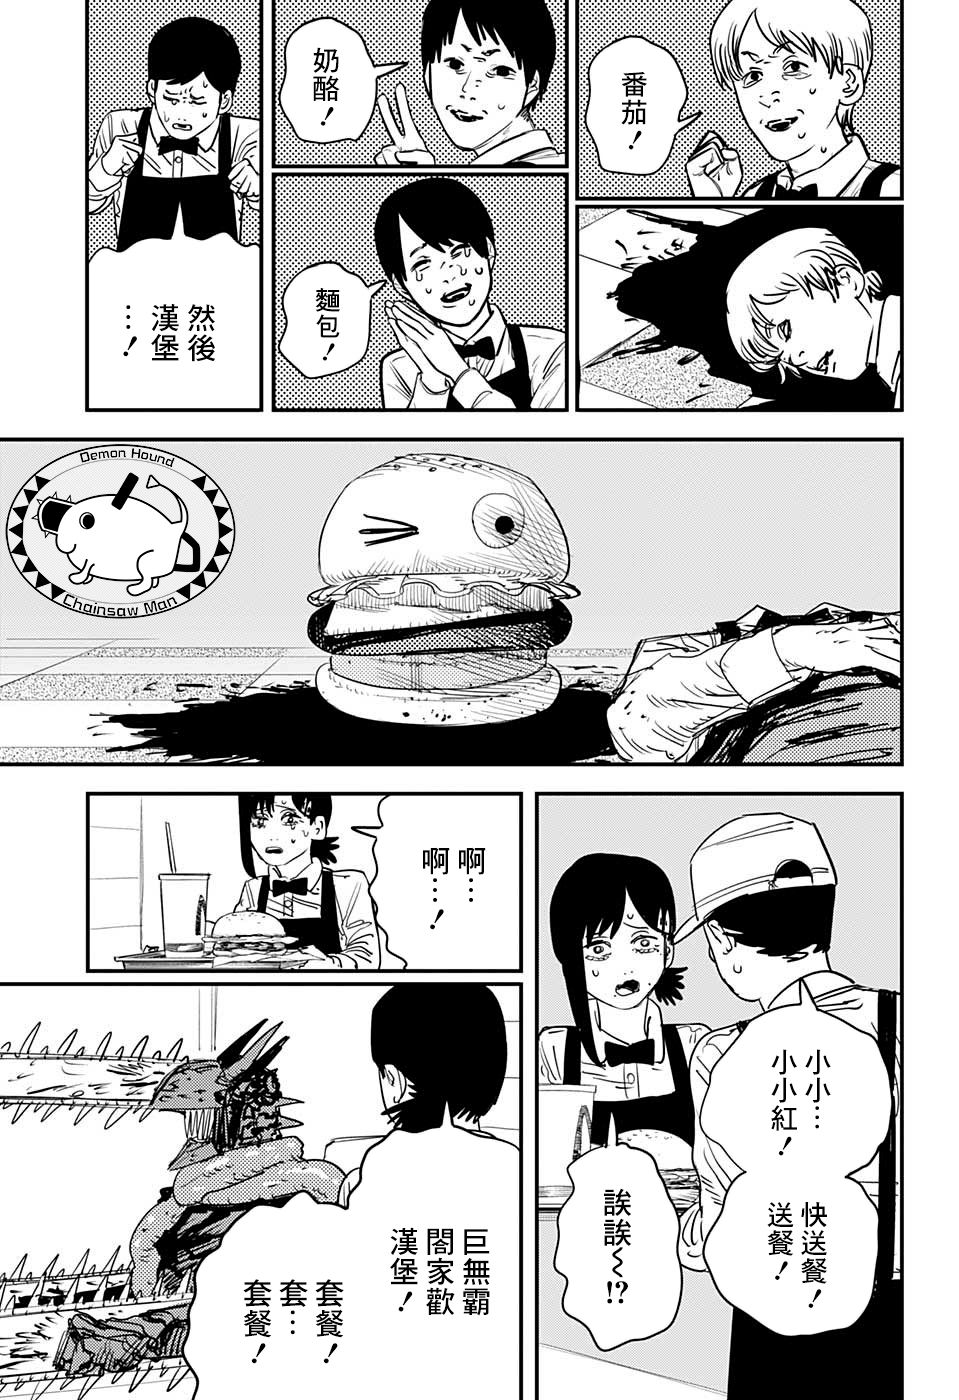 番茄！
奶酪！
麵包！
然後
漢堡
…！
Demon Hound
Chainsaw Man
小小…
小小紅！
快送餐
送餐！
誒誒～!?
啊…
啊…！
巨無霸
閤家歡
漢堡！
套餐！
套…
套餐！